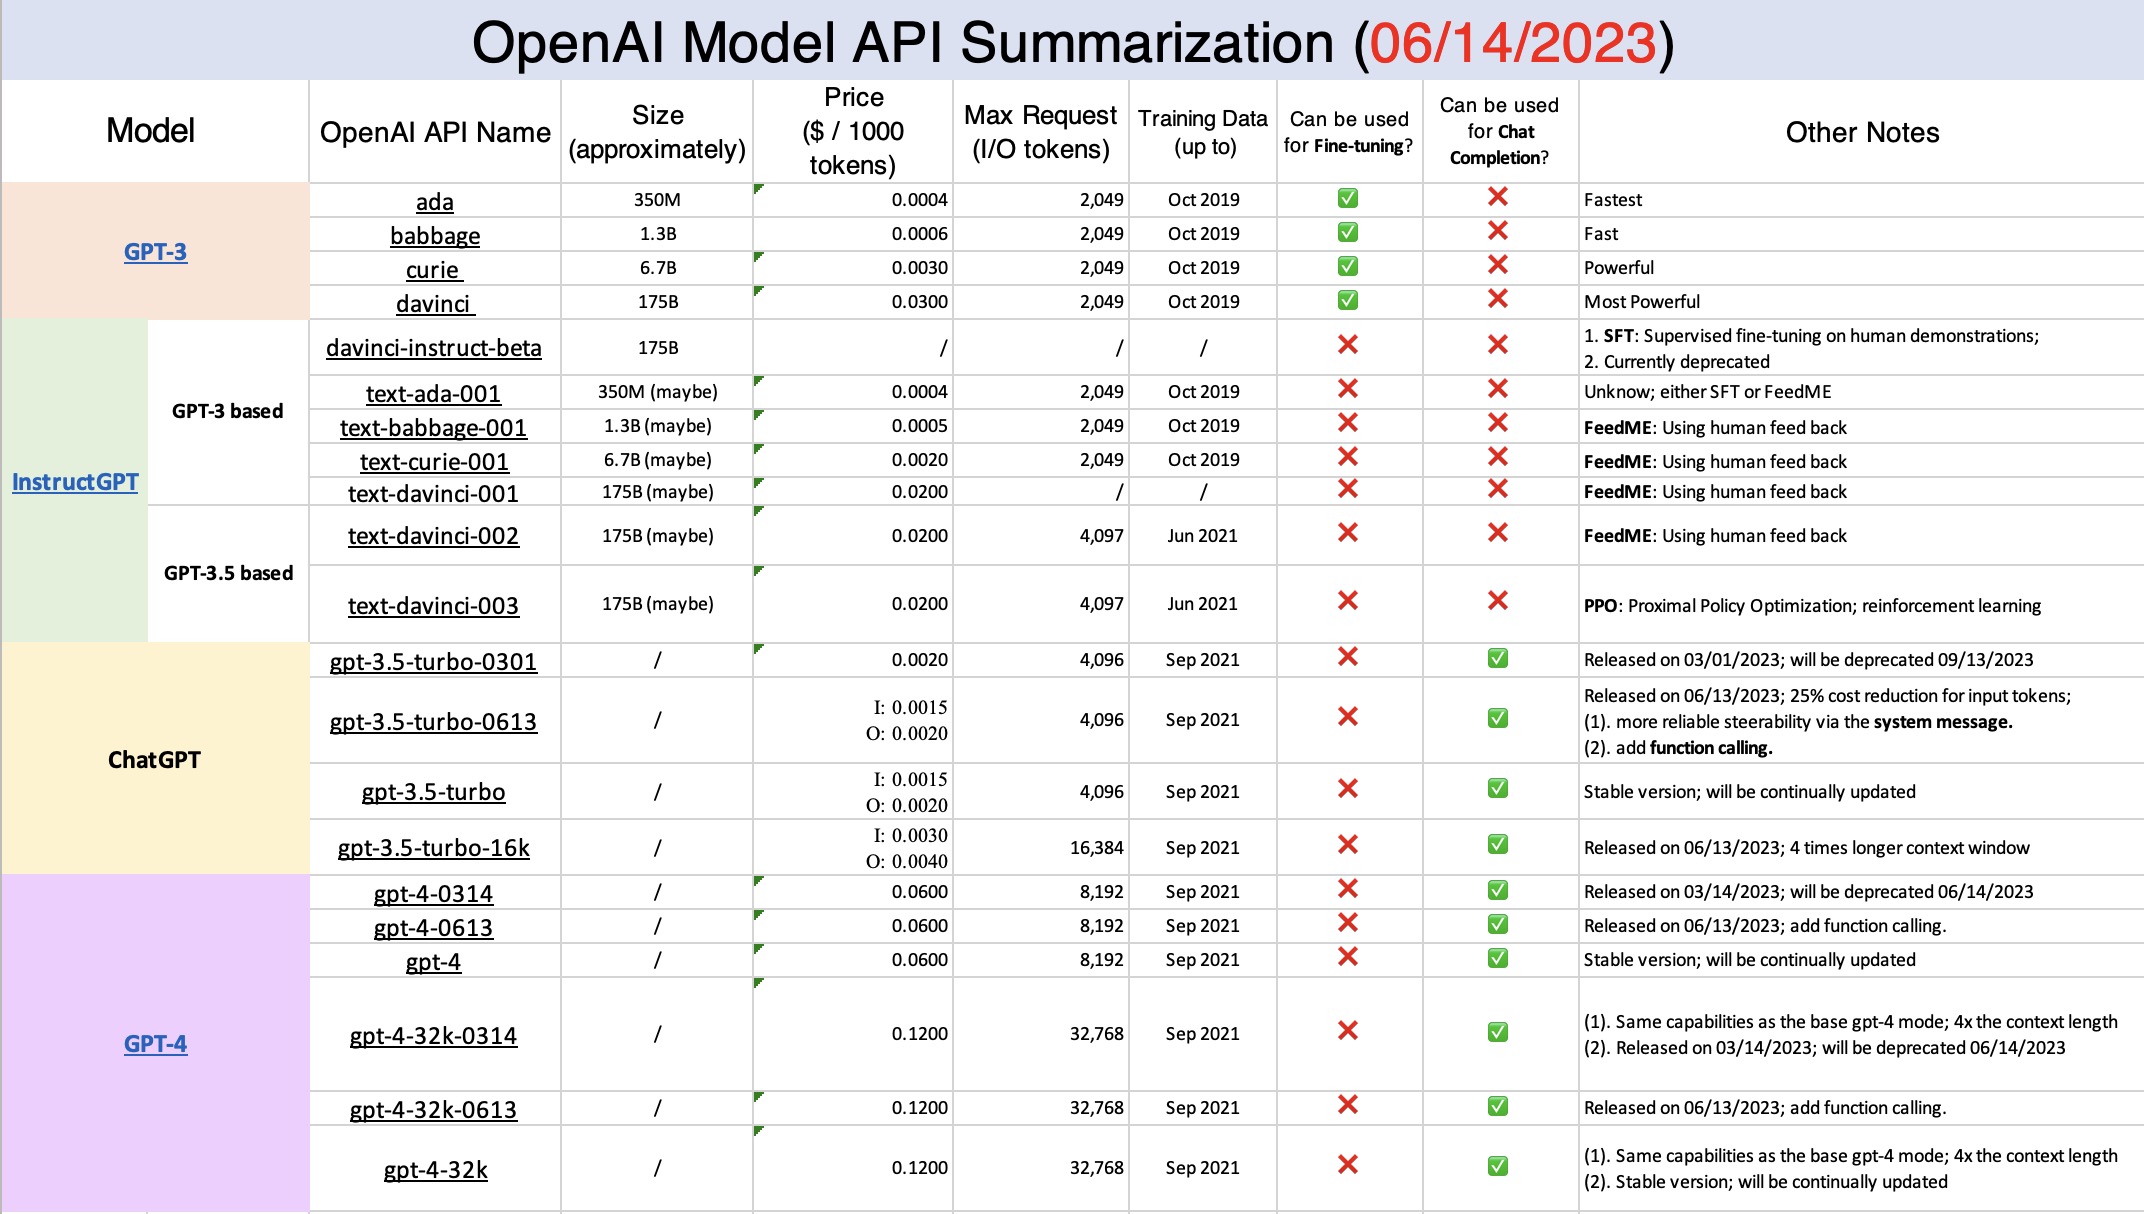 OpenAI Model API Summarization (06/14/2023)
Model
OpenAI API Name
Size
(approximately)
Price
($ / 1000
tokens)
Max Request
(I/O tokens)
Training Data
(up to)
Can be used
for Fine-tuning?
Can be used
for Chat
Completion?
Other Notes
GPT-3
ada 350M 0.0004 2,049 Oct 2019 ✅ ❌ Fastest
babbage 1.3B 0.0006 2,049 Oct 2019 ✅ ❌ Fast
curie 6.7B 0.0030 2,049 Oct 2019 ✅ ❌ Powerful
davinci 175B 0.0300 2,049 Oct 2019 ✅ ❌ Most Powerful
InstructGPT
GPT-3 based
davinci-instruct-beta 175B / / / ❌ ❌ 1. SFT: Supervised fine-tuning on human demonstrations;
2. Currently deprecated
text-ada-001 350M (maybe) 0.0004 2,049 Oct 2019 ❌ ❌ Unknow; either SFT or FeedME
text-babbage-001 1.3B (maybe) 0.0005 2,049 Oct 2019 ❌ ❌ FeedME: Using human feed back
text-curie-001 6.7B (maybe) 0.0020 2,049 Oct 2019 ❌ ❌ FeedME: Using human feed back
text-davinci-001 175B (maybe) 0.0200 / / ❌ ❌ FeedME: Using human feed back
GPT-3.5 based
text-davinci-002 175B (maybe) 0.0200 4,097 Jun 2021 ❌ ❌ FeedME: Using human feed back
text-davinci-003 175B (maybe) 0.0200 4,097 Jun 2021 ❌ ❌ PPO: Proximal Policy Optimization; reinforcement learning
ChatGPT
gpt-3.5-turbo-0301 / 0.0020 4,096 Sep 2021 ❌ ✅ Released on 03/01/2023; will be deprecated 09/13/2023
gpt-3.5-turbo-0613 / I: 0.0015
O: 0.0020
4,096 Sep 2021 ❌ ✅ Released on 06/13/2023; 25% cost reduction for input tokens;
(1). more reliable steerability via the system message.
(2). add function calling.
gpt-3.5-turbo / I: 0.0015
O: 0.0020
4,096 Sep 2021 ❌ ✅ Stable version; will be continually updated
gpt-3.5-turbo-16k / I: 0.0030
O: 0.0040
16,384 Sep 2021 ❌ ✅ Released on 06/13/2023; 4 times longer context window
GPT-4
gpt-4-0314 / 0.0600 8,192 Sep 2021 ❌ ✅ Released on 03/14/2023; will be deprecated 06/14/2023
gpt-4-0613 / 0.0600 8,192 Sep 2021 ❌ ✅ Released on 06/13/2023; add function calling.
gpt-4 / 0.0600 8,192 Sep 2021 ❌ ✅ Stable version; will be continually updated
gpt-4-32k-0314 / 0.1200 32,768 Sep 2021 ❌ ✅ (1). Same capabilities as the base gpt-4 mode; 4x the context length
(2). Released on 03/14/2023; will be deprecated 06/14/2023
gpt-4-32k-0613 / 0.1200 32,768 Sep 2021 ❌ ✅ Released on 06/13/2023; add function calling.
gpt-4-32k / 0.1200 32,768 Sep 2021 ❌ ✅ (1). Same capabilities as the base gpt-4 mode; 4x the context length
(2). Stable version; will be continually updated